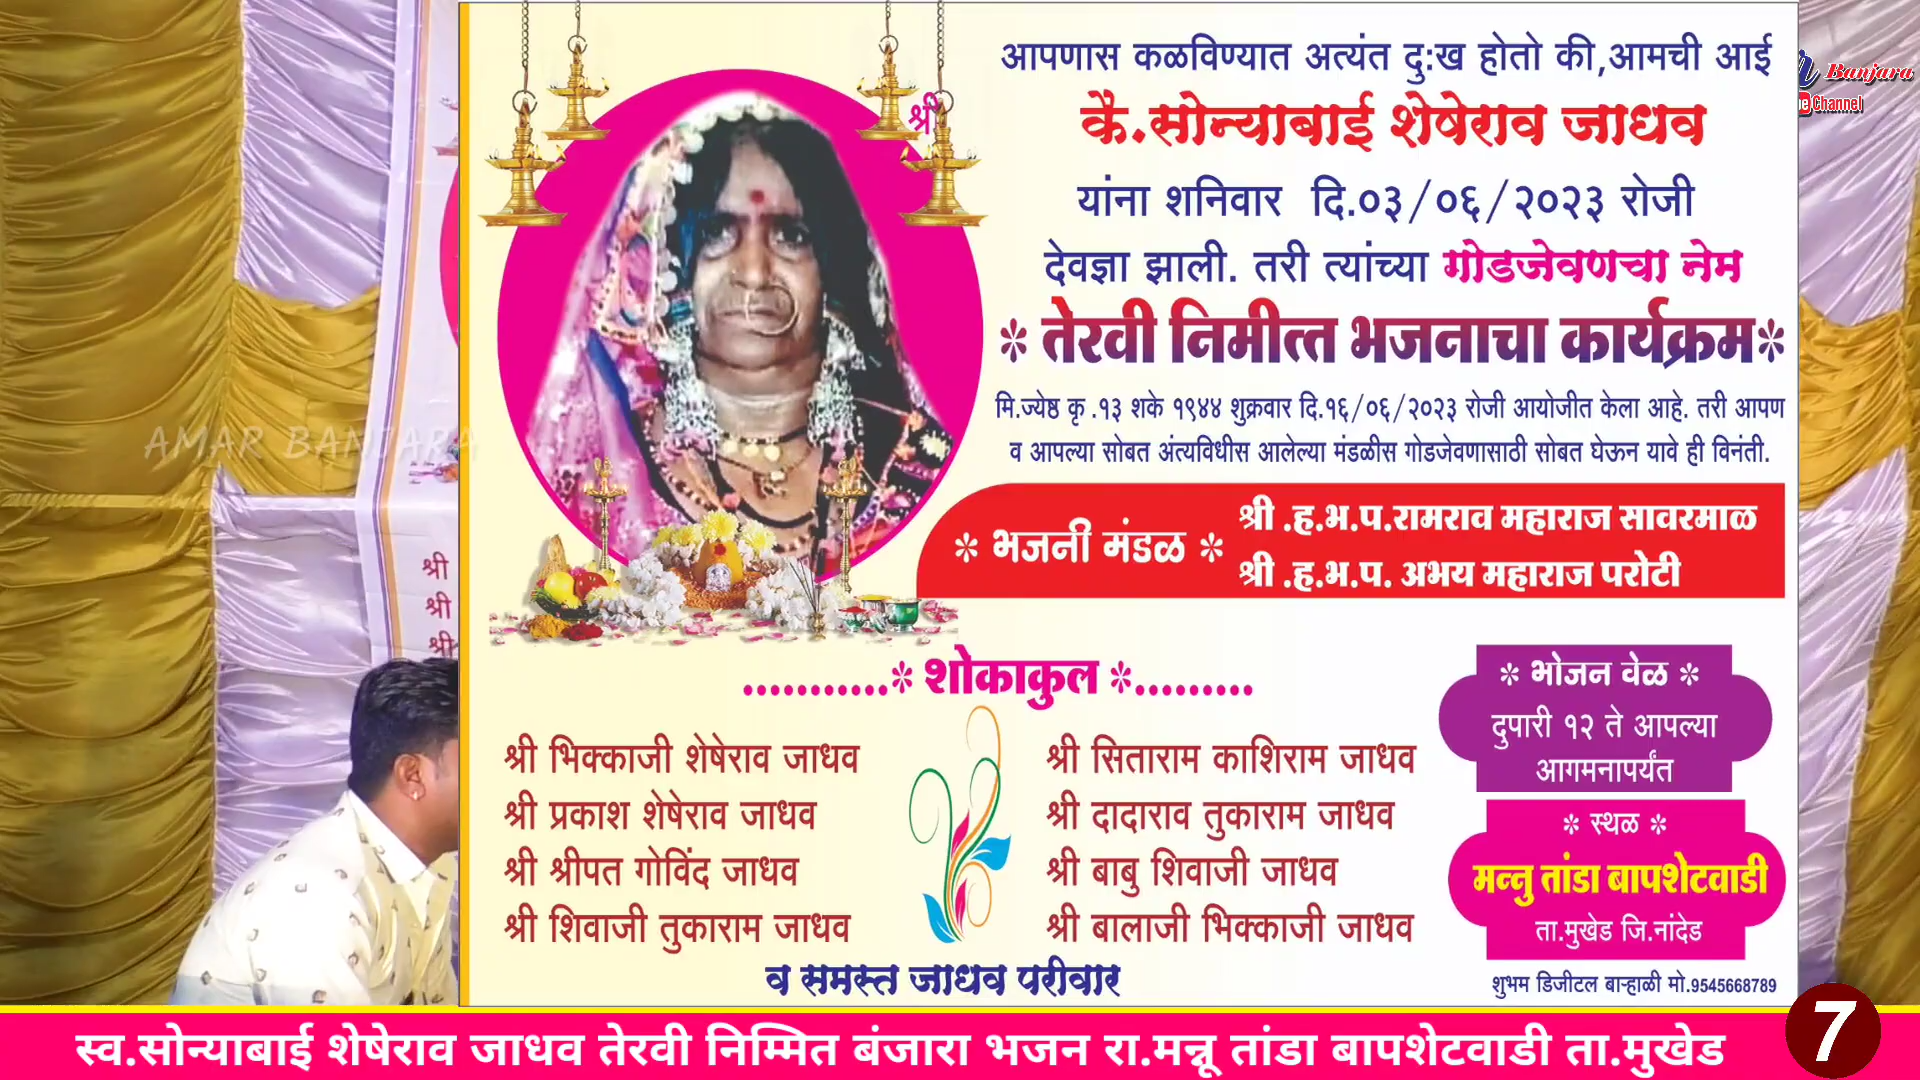 आपणास कळविण्यात अत्यंत दुःख होतो की,आमची आई
कै.सोन्याबाई शेषेराव जाधव
यांना शनिवार दि.०३/०६/२०२३ रोजी
देवज्ञा झाली. तरी त्यांच्या गोडजेवणचा नेम
* तेरवी निमीत्त भजनाचा कार्यक्रम*
मि.ज्येष्ठ कृ .१३ शके १९४४ शुक्रवार दि.१६/०६/२०२३ रोजी आयोजीत केला आहे. तरी आपण
व आपल्या सोबत अंत्यविधीस आलेल्या मंडळीस गोडजेवणासाठी सोबत घेऊन यावे ही विनंती.
* भजनी मंडळ *
श्री .ह.भ.प.रामराव महाराज सावरमाळ
श्री .ह.भ.प. अभय महाराज परोटी
...........* शोकाकुल *.........
श्री भिक्काजी शेषेराव जाधव
श्री प्रकाश शेषेराव जाधव
श्री श्रीपत गोविंद जाधव
श्री शिवाजी तुकाराम जाधव
श्री सिताराम काशिराम जाधव
श्री दादाराव तुकाराम जाधव
श्री बाबु शिवाजी जाधव
श्री बालाजी भिक्काजी जाधव
व समस्त जाधव परीवार
* भोजन वेळ *
दुपारी १२ ते आपल्या
आगमनापर्यंत
* स्थळ *
मन्नु तांडा बापशेटवाडी
ता.मुखेड जि.नांदेड
शुभम डिजीटल बाऱ्हाळी मो.9545668789
श्री
Banjara
Channel
AMAR BANJARA
श्री
श्री
श्री
स्व.सोन्याबाई शेषेराव जाधव तेरवी निम्मित बंजारा भजन रा.मन्नू तांडा बापशेटवाडी ता.मुखेड
7